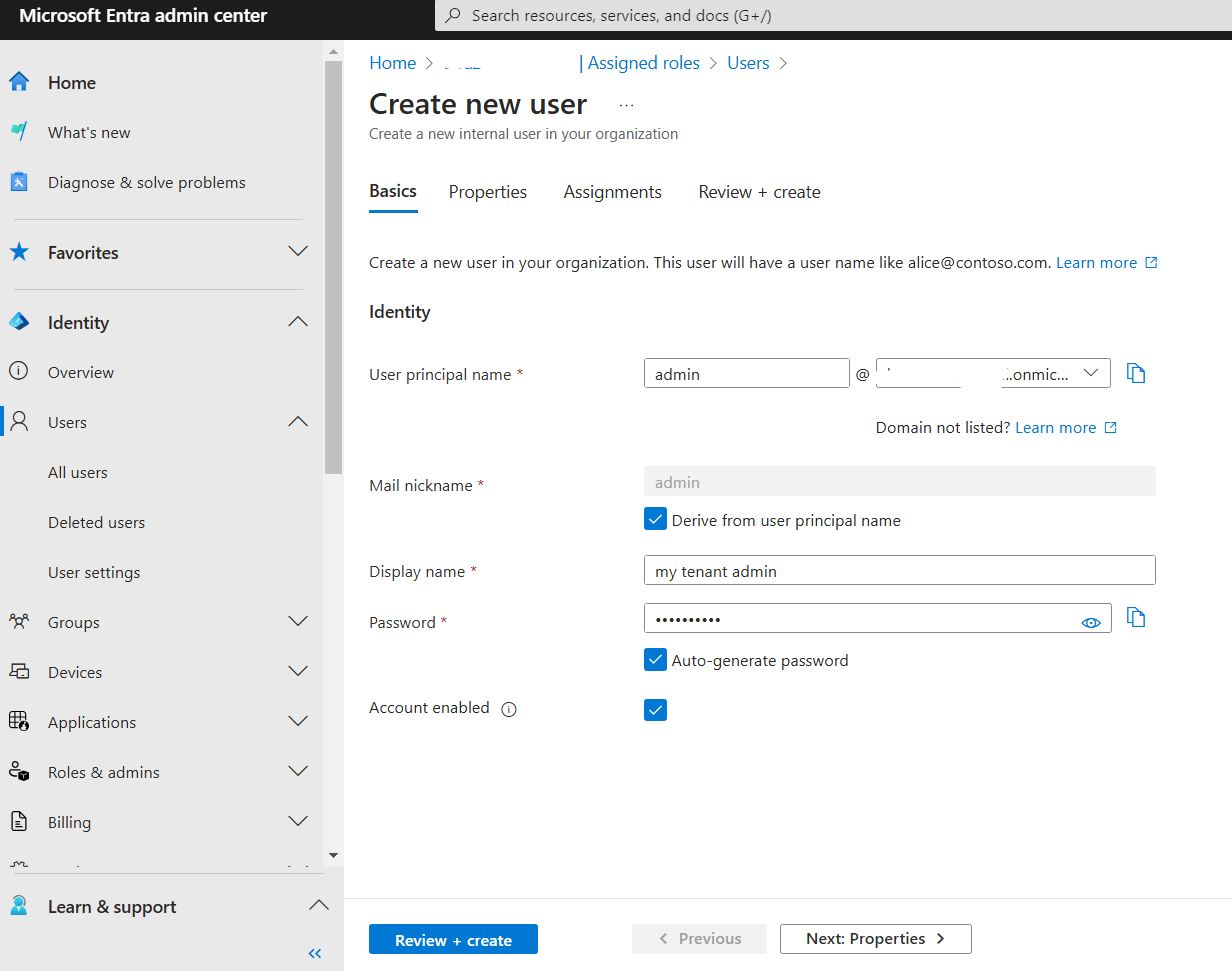 Microsoft Entra admin center
Search resources, services, and docs (G+/)
Home
What's new
Diagnose & solve problems
Favorites
Identity
Overview
Users
All users
Deleted users
User settings
Groups
Devices
Applications
Roles & admins
Billing
Learn & support
Home > | Assigned roles > Users >
Create new user ...
Create a new internal user in your organization
Basics Properties Assignments Review + create
Create a new user in your organization. This user will have a user name like alice@contoso.com. Learn more
Identity
User principal name * admin @ .onmic...
Domain not listed? Learn more
Mail nickname * admin
Derive from user principal name
Display name * my tenant admin
Password * ••••••••••
Auto-generate password
Account enabled
Review + create < Previous Next: Properties >